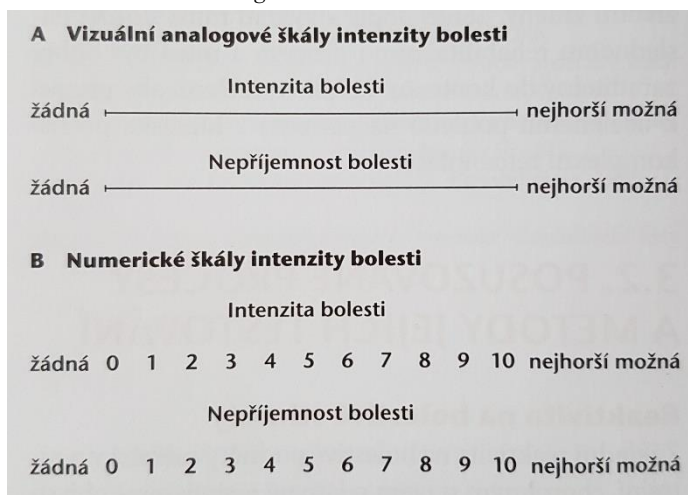 A Vizuální analogové škály intenzity bolesti
Intenzita bolesti
žádná nejhorší možná
Nepříjemnost bolesti
žádná nejhorší možná
B Numerické škály intenzity bolesti
Intenzita bolesti
žádná 0 1 2 3 4 5 6 7 8 9 10 nejhorší možná
Nepříjemnost bolesti
žádná 0 1 2 3 4 5 6 7 8 9 10 nejhorší možná